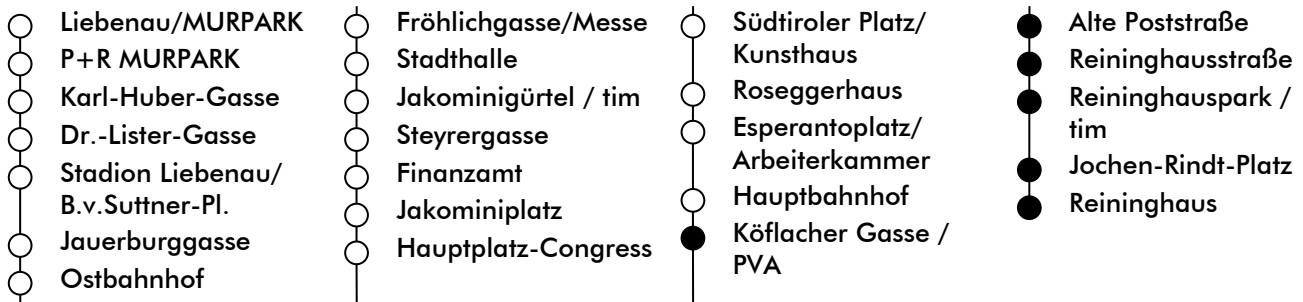 Liebenau/MURPARK
P+R MURPARK
Karl-Huber-Gasse
Dr.-Lister-Gasse
Stadion Liebenau/
B.v.Suttner-Pl.
Jauerburggasse
Ostbahnhof
Fröhlichgasse/Messe
Stadthalle
Jakominigürtel / tim
Steyrergasse
Finanzamt
Jakominiplatz
Hauptplatz-Congress
Südtiroler Platz/
Kunsthaus
Roseggerhaus
Esperantoplatz/
Arbeiterkammer
Hauptbahnhof
Köflacher Gasse /
PVA
Alte Poststraße
Reininghausstraße
Reininghauspark /
tim
Jochen-Rindt-Platz
Reininghaus